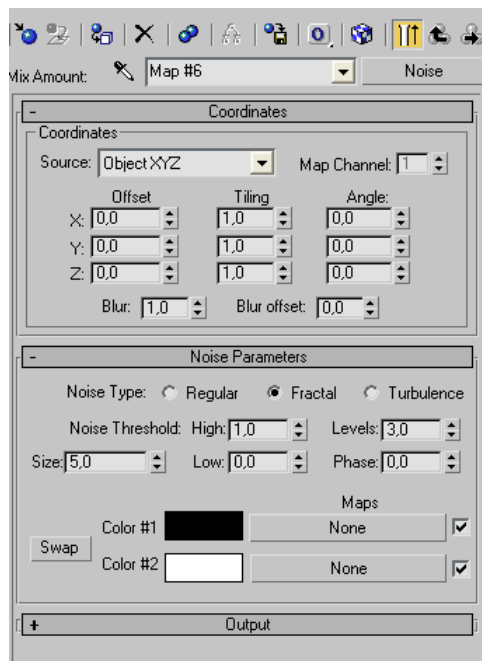 Mix Amount: Map #6 Noise
- Coordinates
Coordinates
Source: Object XYZ Map Channel: 1
Offset Tiling Angle:
X: 0,0 1,0 0,0
Y: 0,0 1,0 0,0
Z: 0,0 1,0 0,0
Blur: 1,0 Blur offset: 0,0
- Noise Parameters
Noise Type: Regular Fractal Turbulence
Noise Threshold: High: 1,0 Levels: 3,0
Size: 5,0 Low: 0,0 Phase: 0,0
Maps
Color #1 None
Swap
Color #2 None
+ Output